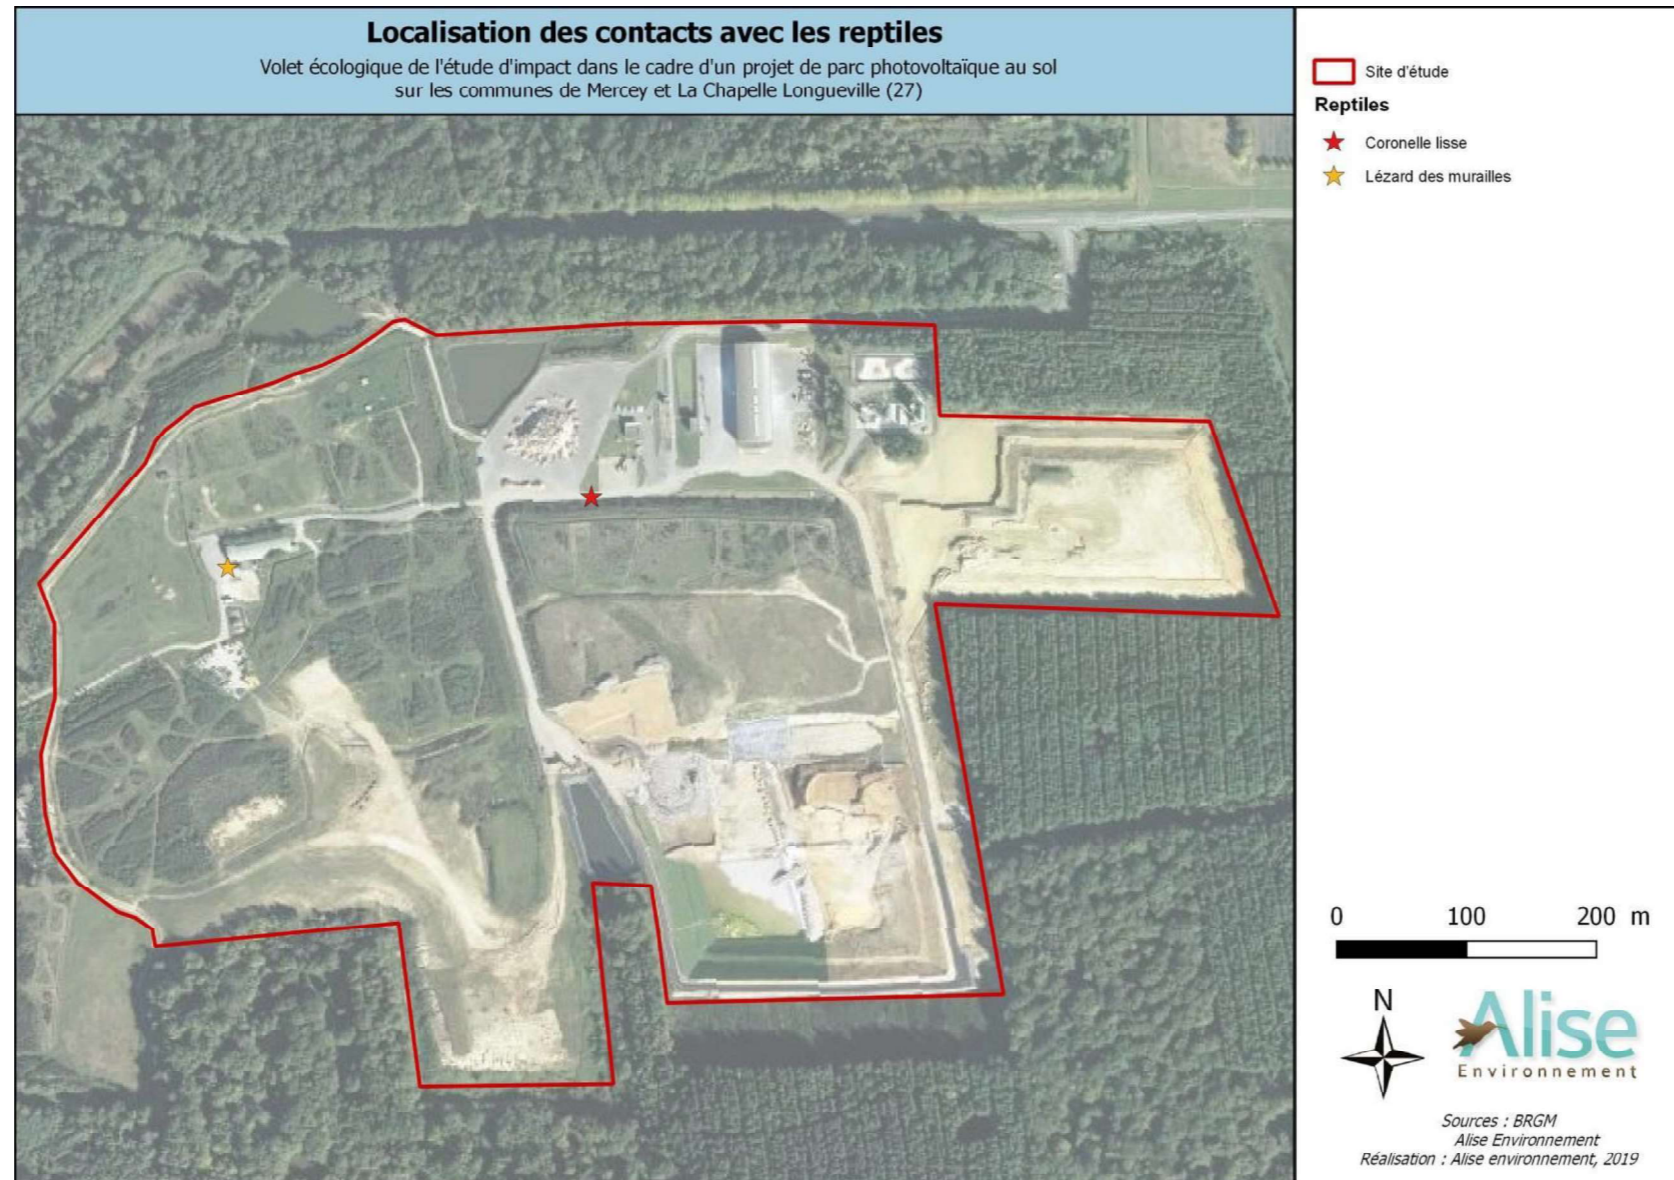 Localisation des contacts avec les reptiles
Volet écologique de l'étude d'impact dans le cadre d'un projet de parc photovoltaïque au sol
sur les communes de Mercey et La Chapelle Longueville (27)
Site d'étude
Reptiles
Coronelle lisse
Lézard des murailles
0 100 200 m
N
Alise
Environnement
Sources : BRGM
Alise Environnement
Réalisation : Alise environnement, 2019